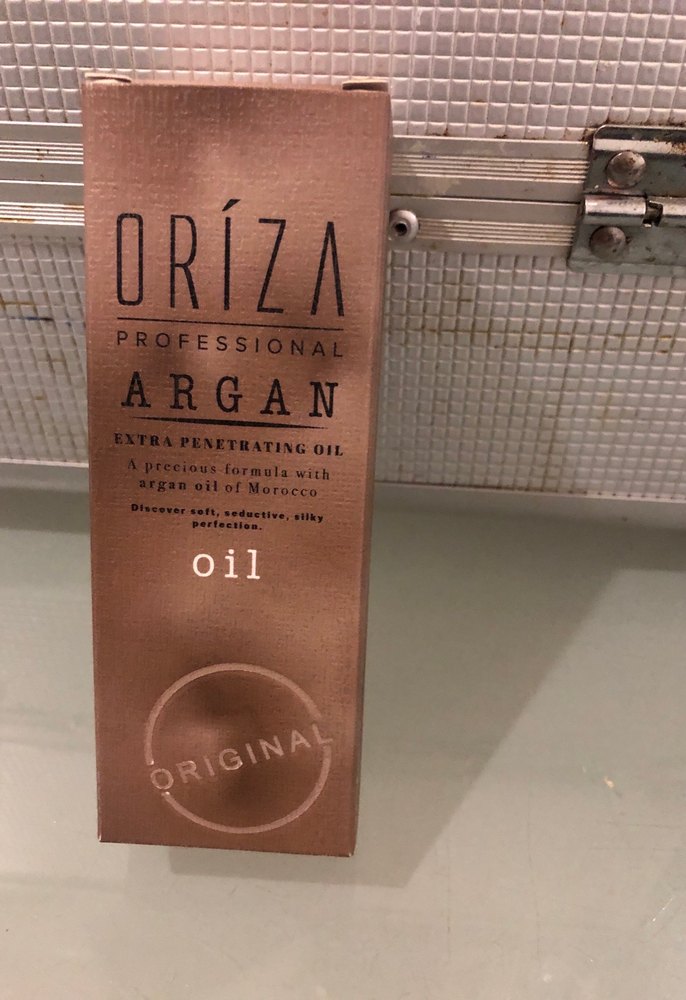 ORÍZA
PROFESSIONAL
ARGAN
EXTRA PENETRATING OIL
A precious formula with
argan oil of Morocco
Discover soft, seductive, silky
perfection.
oil
ORIGINAL